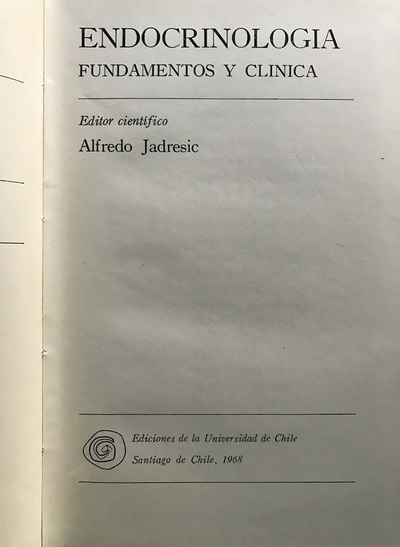 ENDOCRINOLOGIA
FUNDAMENTOS Y CLINICA
Editor científico
Alfredo Jadresic
Ediciones de la Universidad de Chile
Santiago de Chile, 1968